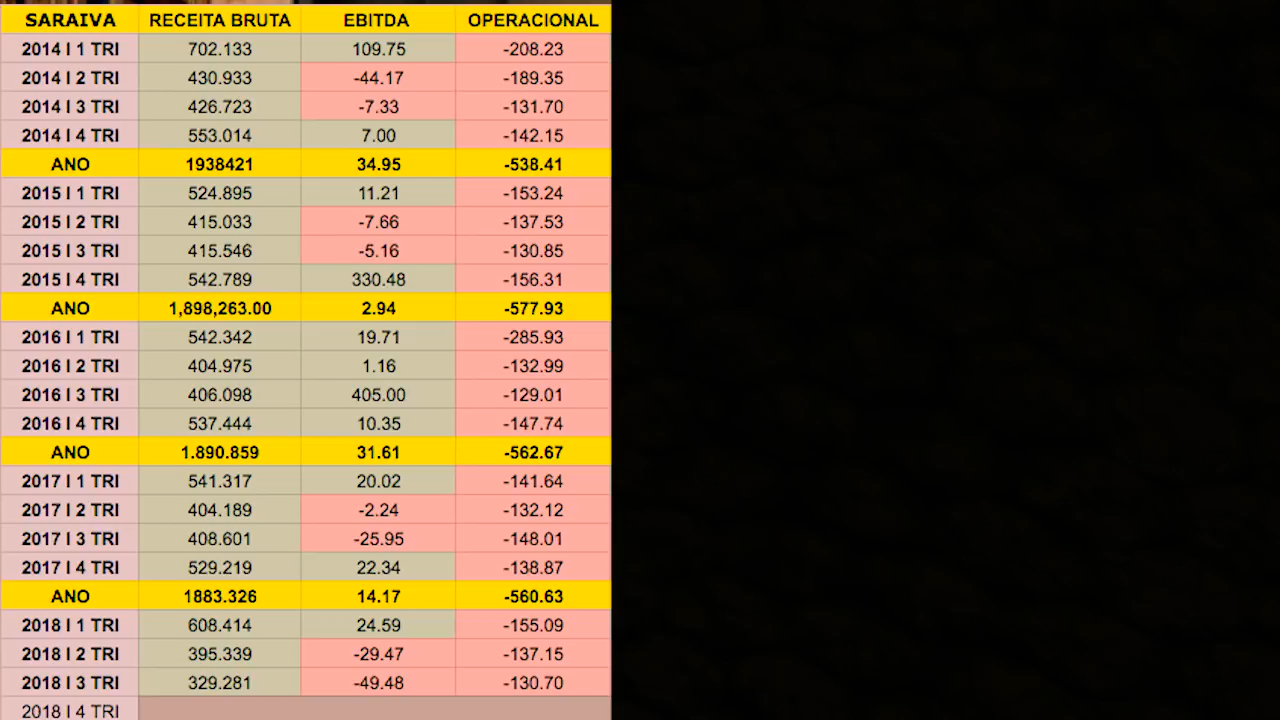 SARAIVA RECEITA BRUTA EBITDA OPERACIONAL
2014 I 1 TRI 702.133 109.75 -208.23
2014 I 2 TRI 430.933 -44.17 -189.35
2014 I 3 TRI 426.723 -7.33 -131.70
2014 I 4 TRI 553.014 7.00 -142.15
ANO 1938421 34.95 -538.41
2015 I 1 TRI 524.895 11.21 -153.24
2015 I 2 TRI 415.033 -7.66 -137.53
2015 I 3 TRI 415.546 -5.16 -130.85
2015 I 4 TRI 542.789 330.48 -156.31
ANO 1,898,263.00 2.94 -577.93
2016 I 1 TRI 542.342 19.71 -285.93
2016 I 2 TRI 404.975 1.16 -132.99
2016 I 3 TRI 406.098 405.00 -129.01
2016 I 4 TRI 537.444 10.35 -147.74
ANO 1.890.859 31.61 -562.67
2017 I 1 TRI 541.317 20.02 -141.64
2017 I 2 TRI 404.189 -2.24 -132.12
2017 I 3 TRI 408.601 -25.95 -148.01
2017 I 4 TRI 529.219 22.34 -138.87
ANO 1883.326 14.17 -560.63
2018 I 1 TRI 608.414 24.59 -155.09
2018 I 2 TRI 395.339 -29.47 -137.15
2018 I 3 TRI 329.281 -49.48 -130.70
2018 I 4 TRI